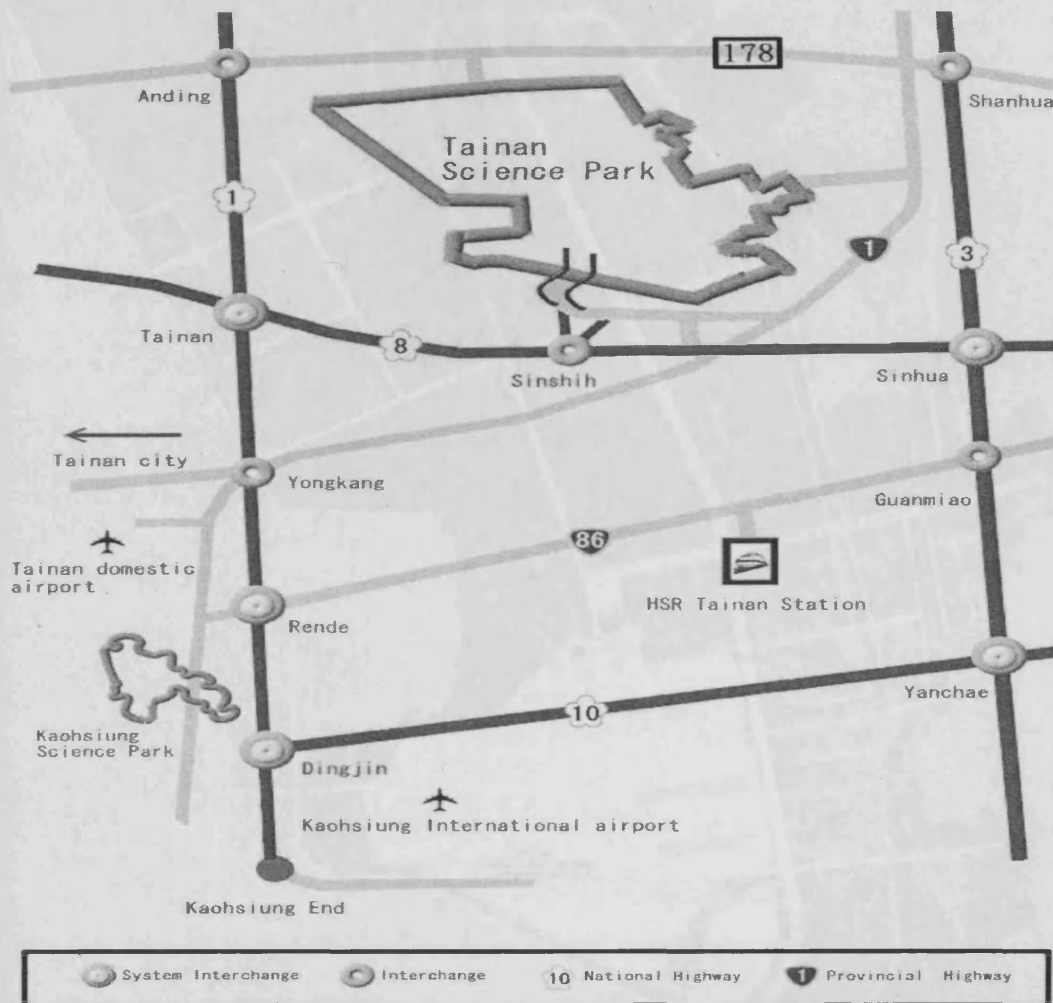 178
Anding
Shanhua
Tainan
Science Park
1
1
3
Tainan
8
Sinshih
Sinhua
Tainan city
Yongkang
Guanmiao
86
Tainan domestic
airport
HSR Tainan Station
Rende
Yanchae
10
Kaohsiung
Science Park
Dingjin
Kaohsiung International airport
Kaohsiung End
System Interchange
Interchange
10 National Highway
1 Provincial Highway